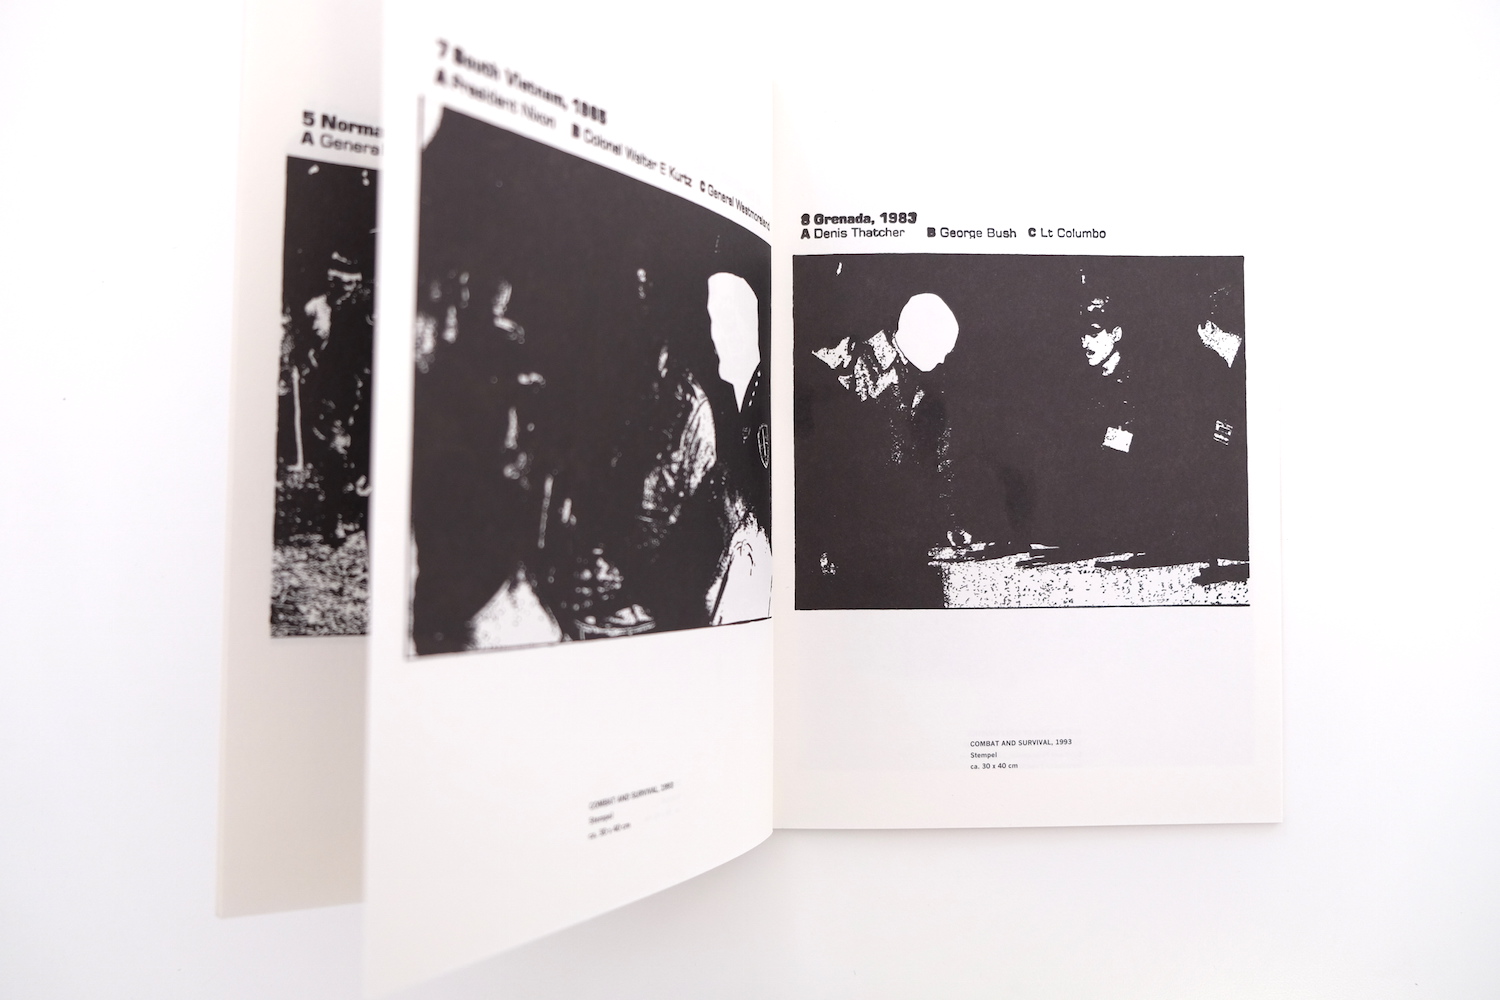 5 Norma
A Genera
7 South Vietnam, 1965
A President Nixon B Colonel Walter E Kurtz C General Westmoreland
COMBAT AND SURVIVAL, 1993
Stempel
ca. 30 x 40 cm
8 Grenada, 1983
A Denis Thatcher B George Bush C Lt Columbo
COMBAT AND SURVIVAL, 1993
Stempel
ca. 30 x 40 cm